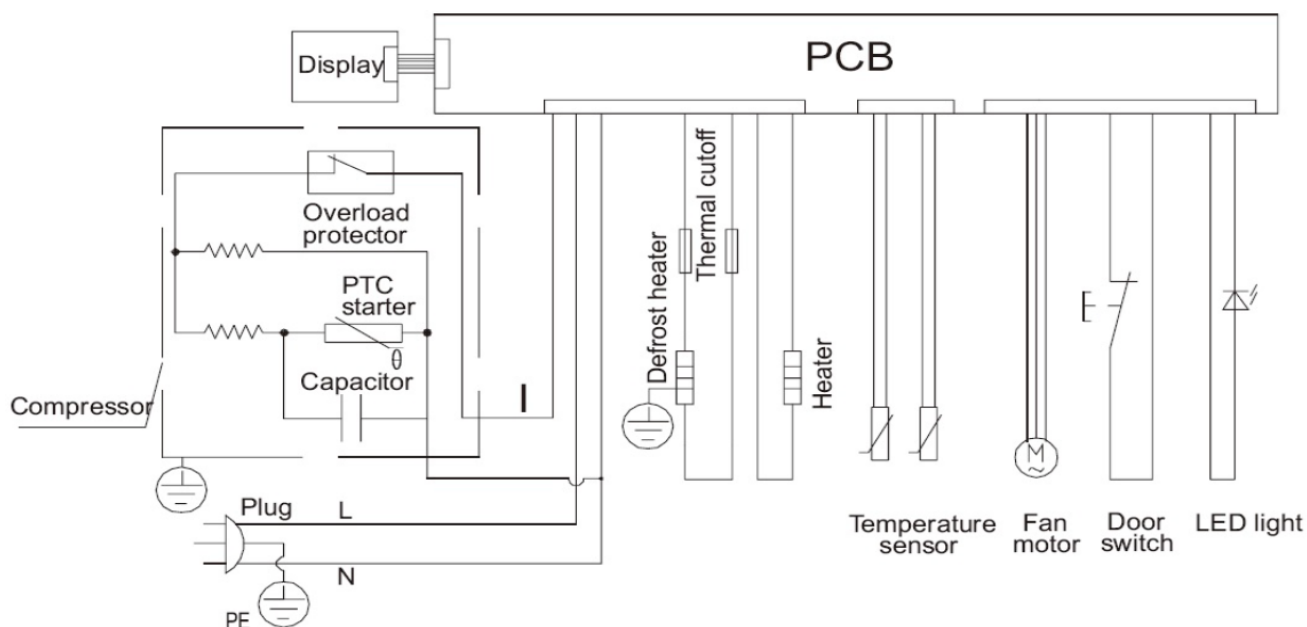 PCB
Display
Overload
protector
PTC
starter
θ
Capacitor
Compressor
I
Defrost heater
Thermal cutoff
Heater
Plug
L
N
PE
M
~
Temperature
sensor
Fan
motor
Door
switch
LED light